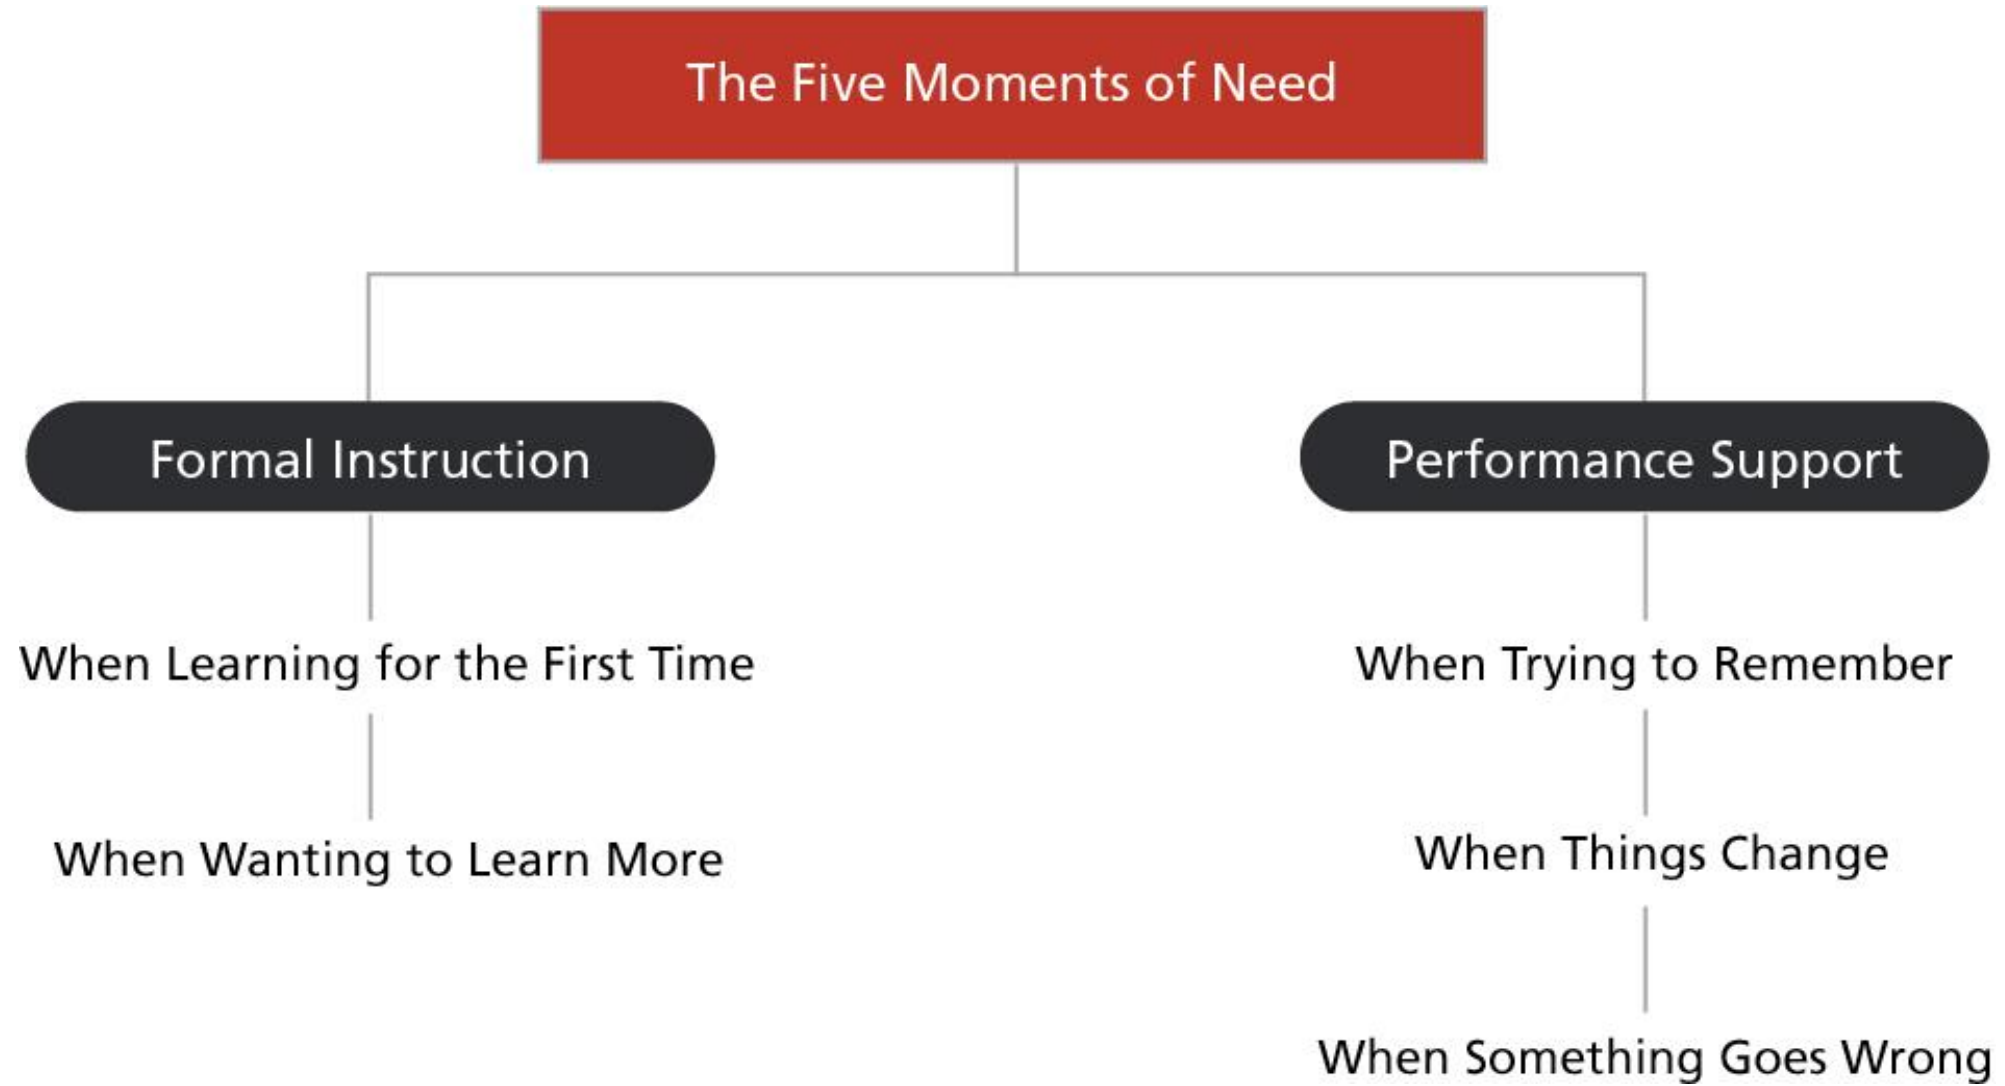 The Five Moments of Need
Formal Instruction
When Learning for the First Time
When Wanting to Learn More
Performance Support
When Trying to Remember
When Things Change
When Something Goes Wrong